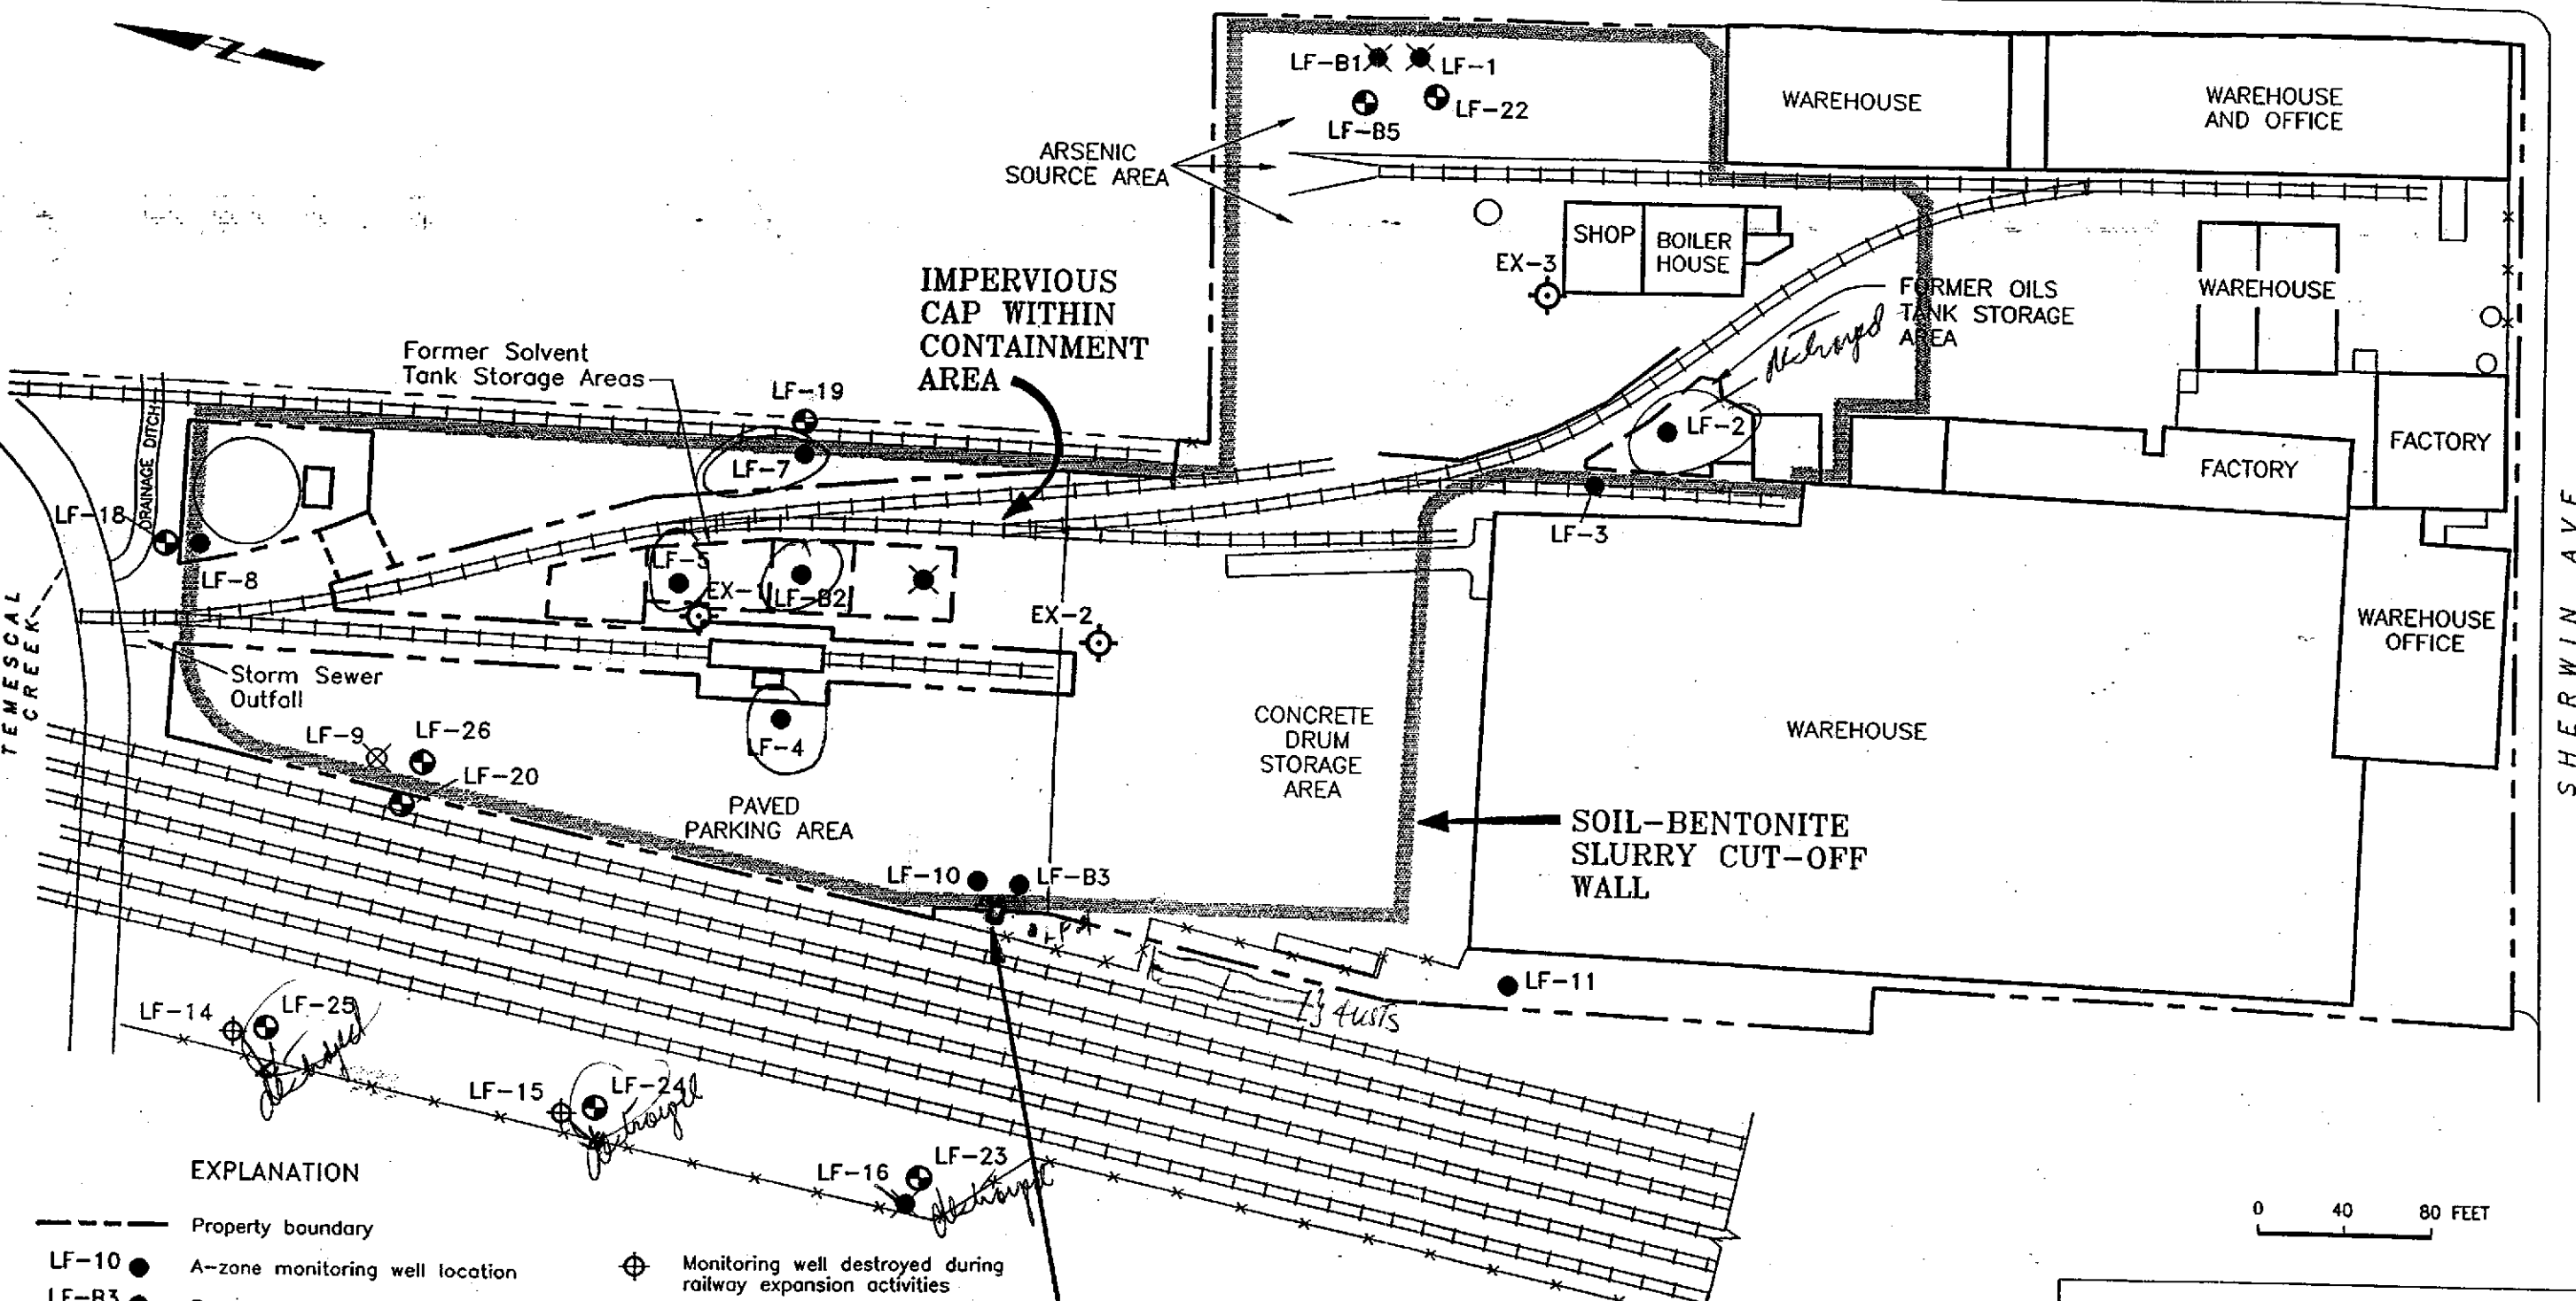 N
LF-B1
LF-1
LF-22
LF-B5
WAREHOUSE
WAREHOUSE
AND OFFICE
ARSENIC
SOURCE AREA
SHOP
BOILER
HOUSE
EX-3
FORMER OILS
TANK STORAGE
AREA
destroyed
WAREHOUSE
IMPERVIOUS
CAP WITHIN
CONTAINMENT
AREA
Former Solvent
Tank Storage Areas
LF-19
LF-7
LF-2
FACTORY
FACTORY
DRAINAGE DITCH
LF-18
LF-8
LF-5
EX-1
LF-B2
EX-2
LF-3
TEMESCAL
CREEK
Storm Sewer
Outfall
LF-9
LF-26
LF-20
LF-4
PAVED
PARKING AREA
CONCRETE
DRUM
STORAGE
AREA
WAREHOUSE
WAREHOUSE
OFFICE
SHERWIN AVE
SOIL-BENTONITE
SLURRY CUT-OFF
WALL
LF-10
LF-B3
LF-11
LF-14
LF-25
destroyed
LF-15
LF-24
destroyed
LF-16
LF-23
destroyed
EXPLANATION
Property boundary
LF-10
A-zone monitoring well location
LF-B3
Monitoring well destroyed during
railway expansion activities
0 40 80 FEET